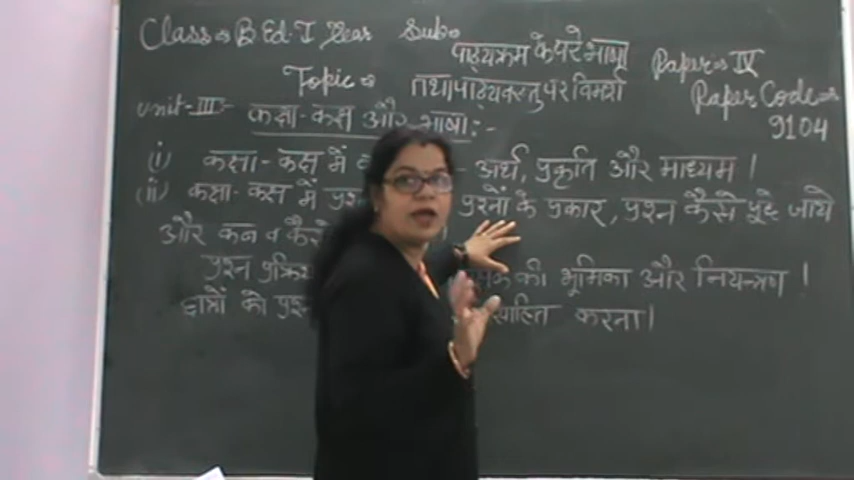 Class⇒ B.Ed. I Year Sub⇒
पाठ्यक्रम के परे भाषा
Topic⇒ तथा पाठ्यवस्तु पर विमर्श
Paper⇒ IV
Paper Code⇒
9104
Unit-III:- कक्षा-कक्ष और भाषा:-
(i) कक्षा-कक्ष में अर्थ, प्रकृति और माध्यम।
(ii) कक्षा-कक्ष में प्रश्नों के प्रकार, प्रश्न कैसे पूछे जाये
और कब व कैसे
प्रश्न की भूमिका और नियन्त्रण।
छात्रों को करना।